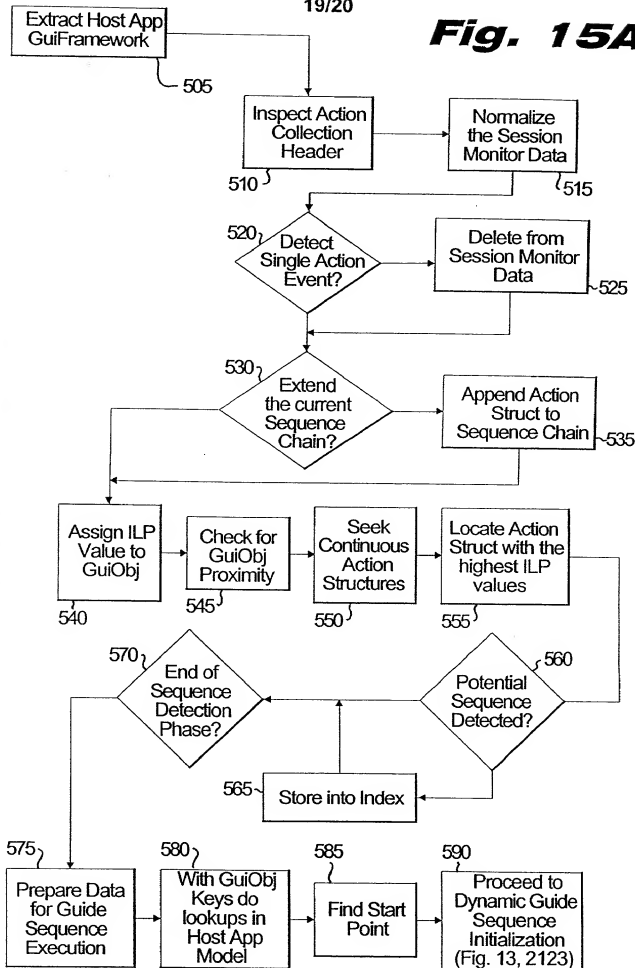 19/20
Fig. 15A
Extract Host App
GuiFramework
505
Inspect Action
Collection
Header
510
Normalize
the Session
Monitor Data
515
520
Detect
Single Action
Event?
Delete from
Session Monitor
Data
525
530
Extend
the current
Sequence
Chain?
Append Action
Struct to
Sequence Chain
535
Assign ILP
Value to
GuiObj
540
Check for
GuiObj
Proximity
545
Seek
Continuous
Action
Structures
550
Locate Action
Struct with the
highest ILP
values
555
560
Potential
Sequence
Detected?
565
Store into Index
570
End of
Sequence
Detection
Phase?
575
Prepare Data
for Guide
Sequence
Execution
580
With GuiObj
Keys do
lookups in
Host App
Model
585
Find Start
Point
590
Proceed to
Dynamic Guide
Sequence
Initialization
(Fig. 13, 2123)